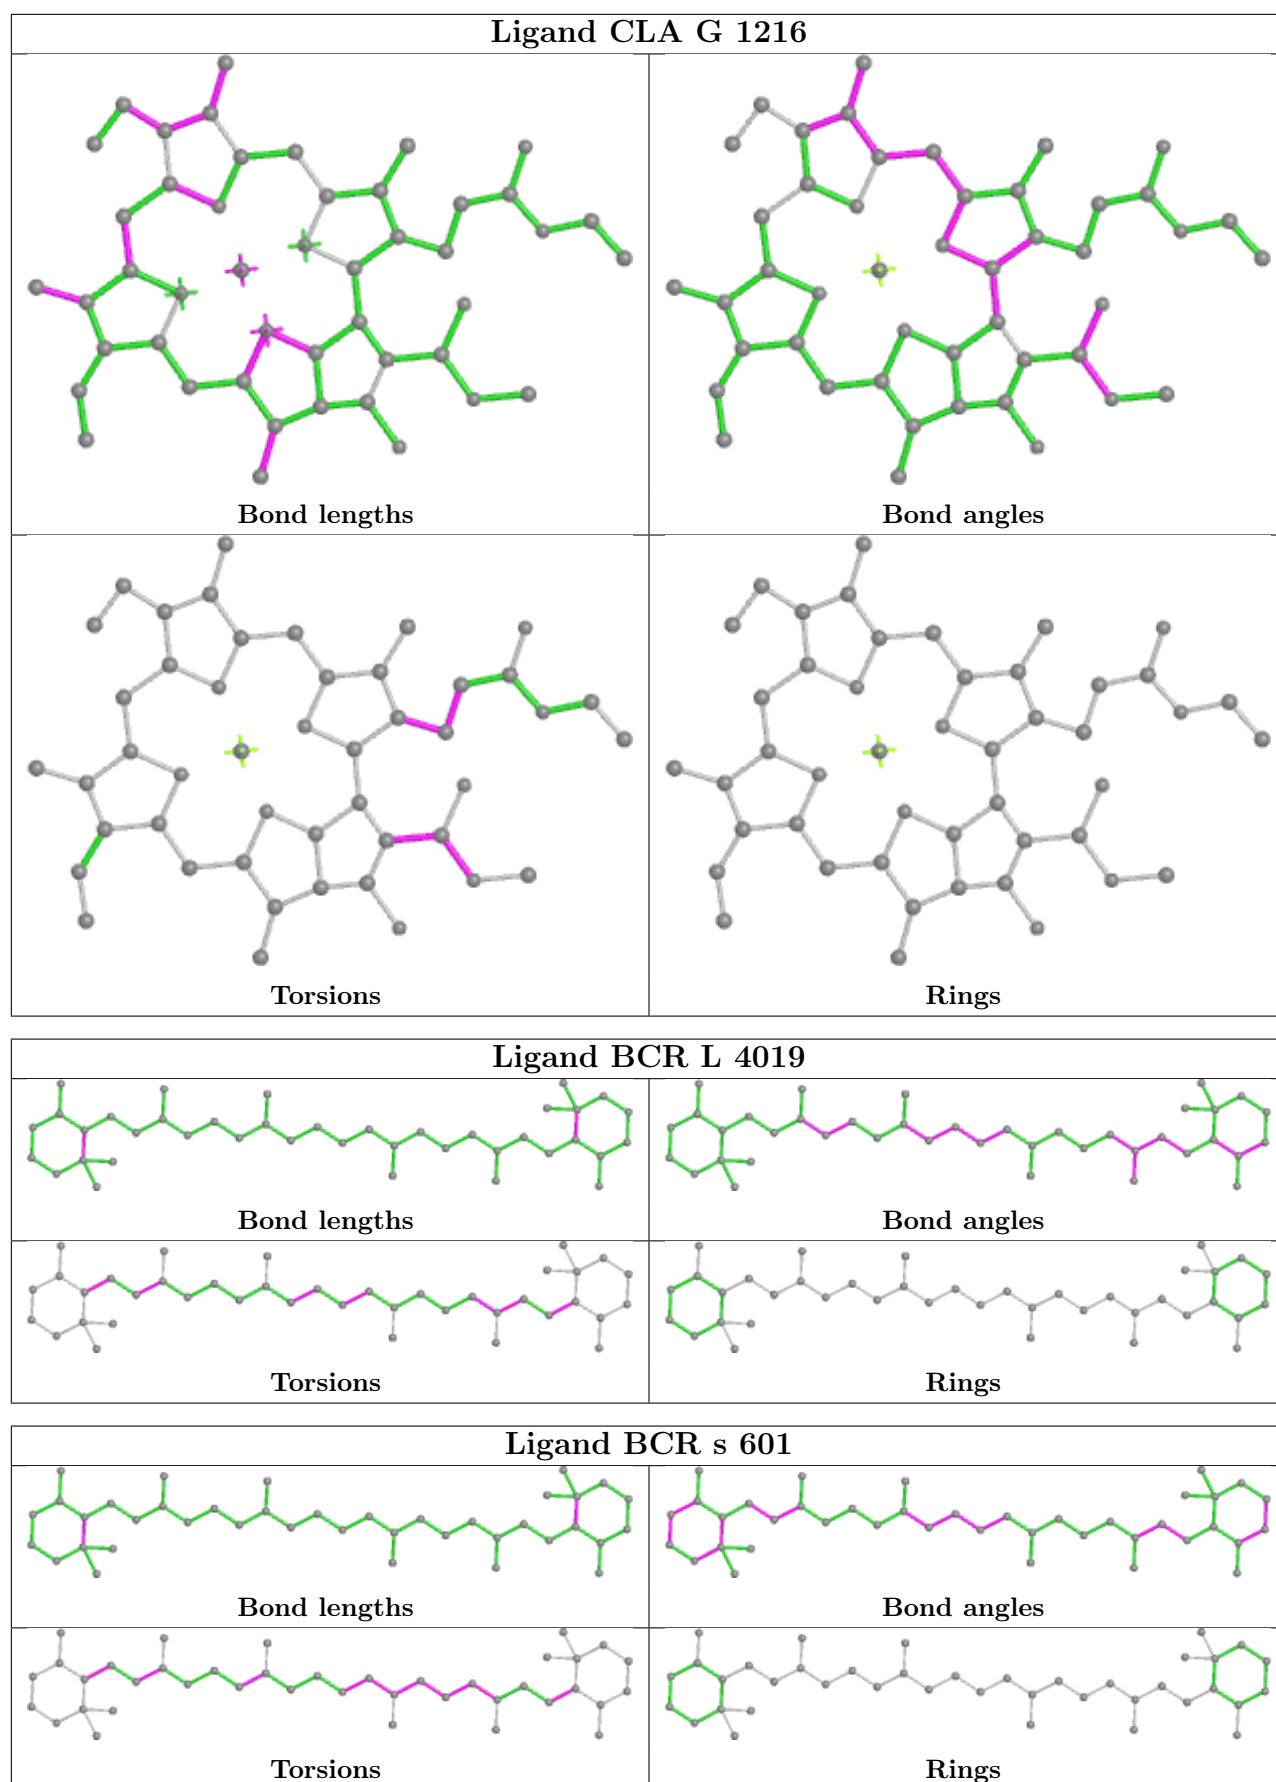 Ligand CLA G 1216
Bond lengths
Bond angles
Torsions
Rings
Ligand BCR L 4019
Bond lengths
Bond angles
Torsions
Rings
Ligand BCR s 601
Bond lengths
Bond angles
Torsions
Rings